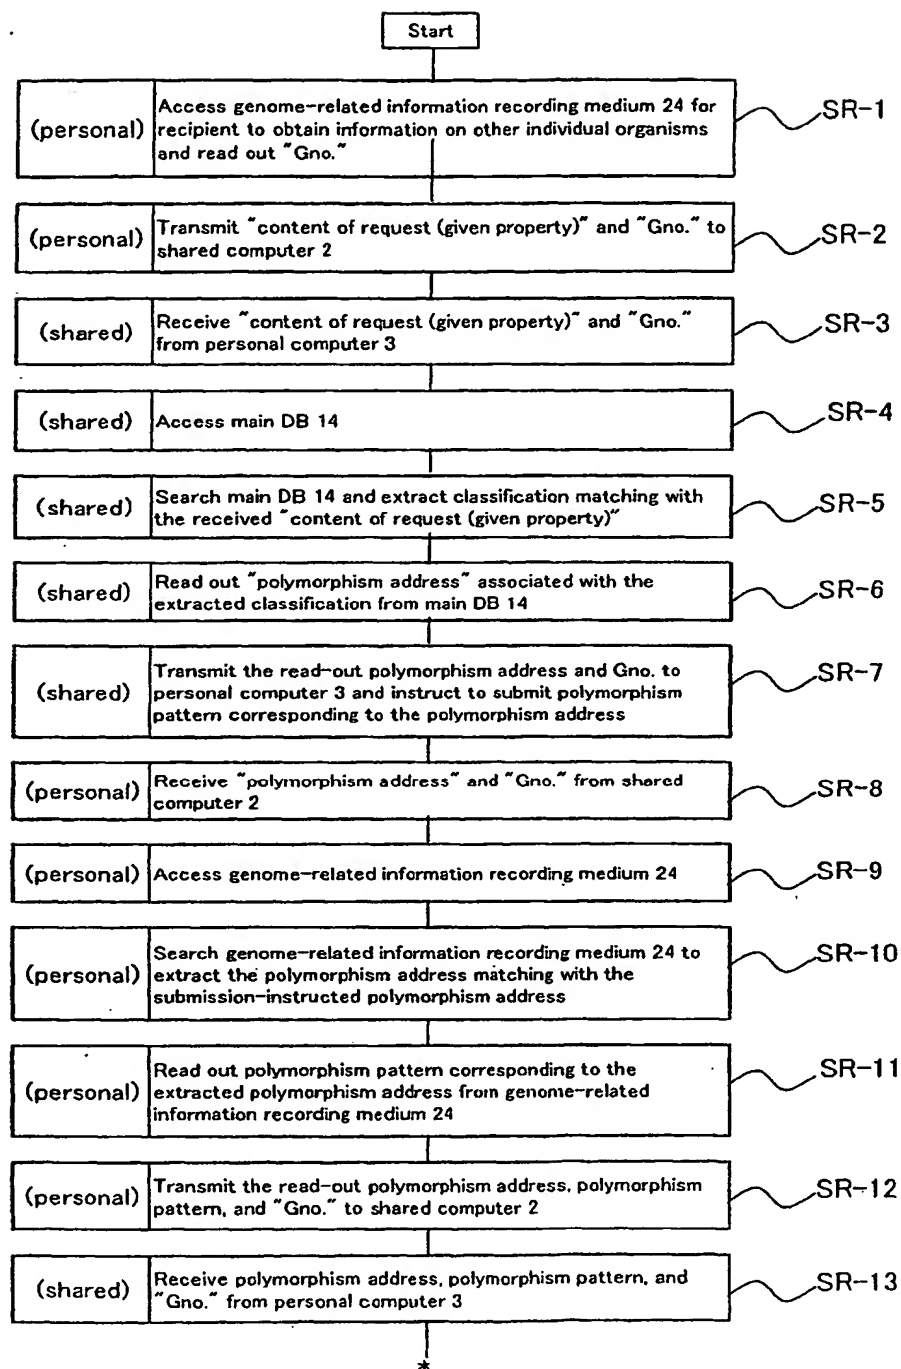 Start
(personal) Access genome-related information recording medium 24 for
recipient to obtain information on other individual organisms
and read out "Gno."
SR-1
(personal) Transmit "content of request (given property)" and "Gno." to
shared computer 2
SR-2
(shared) Receive "content of request (given property)" and "Gno."
from personal computer 3
SR-3
(shared) Access main DB 14
SR-4
(shared) Search main DB 14 and extract classification matching with
the received "content of request (given property)"
SR-5
(shared) Read out "polymorphism address" associated with the
extracted classification from main DB 14
SR-6
(shared) Transmit the read-out polymorphism address and Gno. to
personal computer 3 and instruct to submit polymorphism
pattern corresponding to the polymorphism address
SR-7
(personal) Receive "polymorphism address" and "Gno." from shared
computer 2
SR-8
(personal) Access genome-related information recording medium 24
SR-9
(personal) Search genome-related information recording medium 24 to
extract the polymorphism address matching with the
submission-instructed polymorphism address
SR-10
(personal) Read out polymorphism pattern corresponding to the
extracted polymorphism address from genome-related
information recording medium 24
SR-11
(personal) Transmit the read-out polymorphism address, polymorphism
pattern, and "Gno." to shared computer 2
SR-12
(shared) Receive polymorphism address, polymorphism pattern, and
"Gno." from personal computer 3
SR-13
*